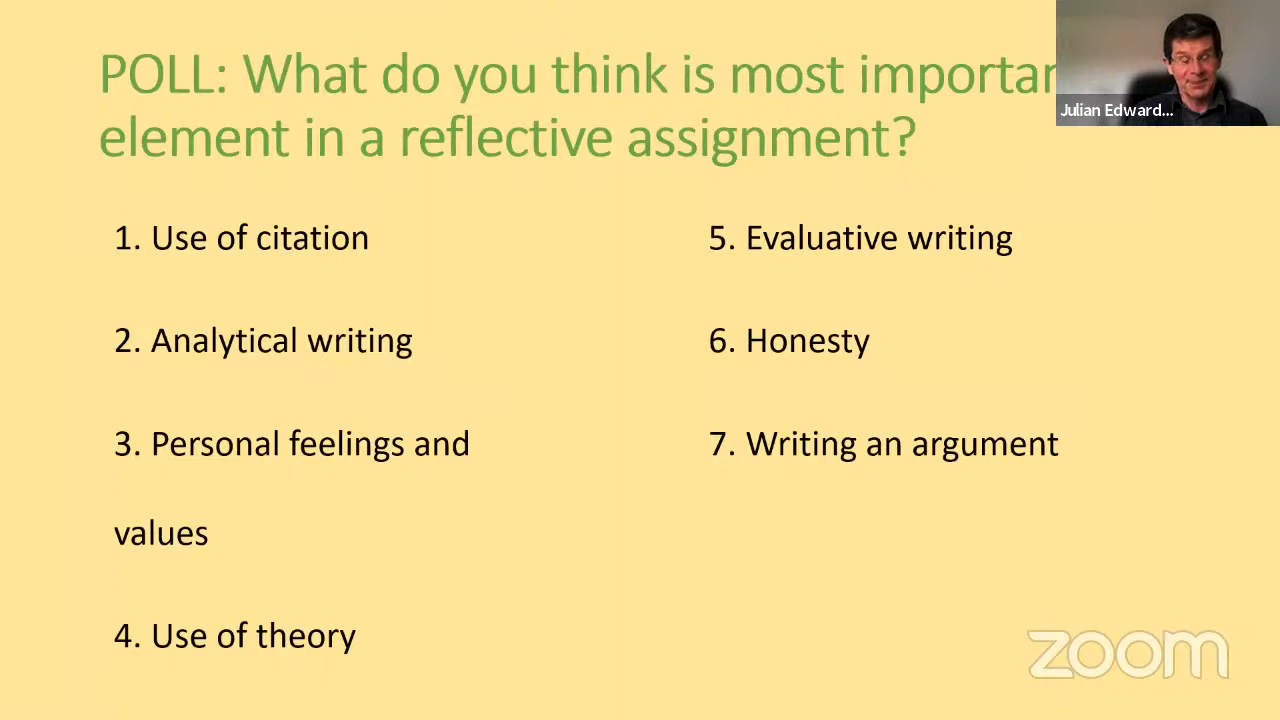 POLL: What do you think is most importan
element in a reflective assignment?
Julian Edward...
1. Use of citation
2. Analytical writing
3. Personal feelings and
values
4. Use of theory
5. Evaluative writing
6. Honesty
7. Writing an argument
zoom